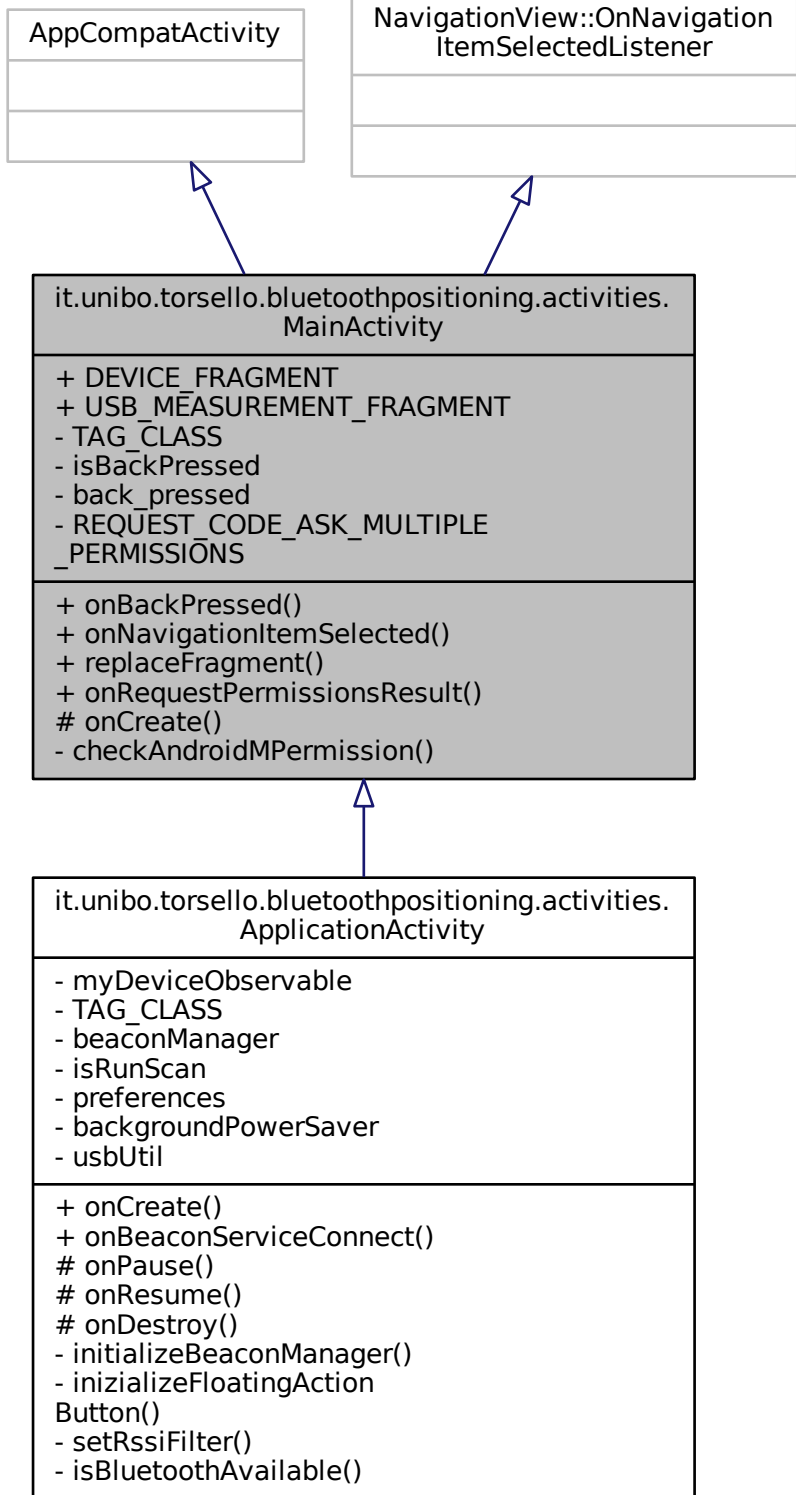 AppCompatActivity
NavigationView::OnNavigation
ItemSelectedListener
it.unibo.torsello.bluetoothpositioning.activities.
MainActivity
+ DEVICE_FRAGMENT
+ USB_MEASUREMENT_FRAGMENT
- TAG_CLASS
- isBackPressed
- back_pressed
- REQUEST_CODE_ASK_MULTIPLE
_PERMISSIONS
+ onBackPressed()
+ onNavigationItemSelected()
+ replaceFragment()
+ onRequestPermissionsResult()
# onCreate()
- checkAndroidMPermission()
it.unibo.torsello.bluetoothpositioning.activities.
ApplicationActivity
- myDeviceObservable
- TAG_CLASS
- beaconManager
- isRunScan
- preferences
- backgroundPowerSaver
- usbUtil
+ onCreate()
+ onBeaconServiceConnect()
# onPause()
# onResume()
# onDestroy()
- initializeBeaconManager()
- inizializeFloatingAction
Button()
- setRssiFilter()
- isBluetoothAvailable()